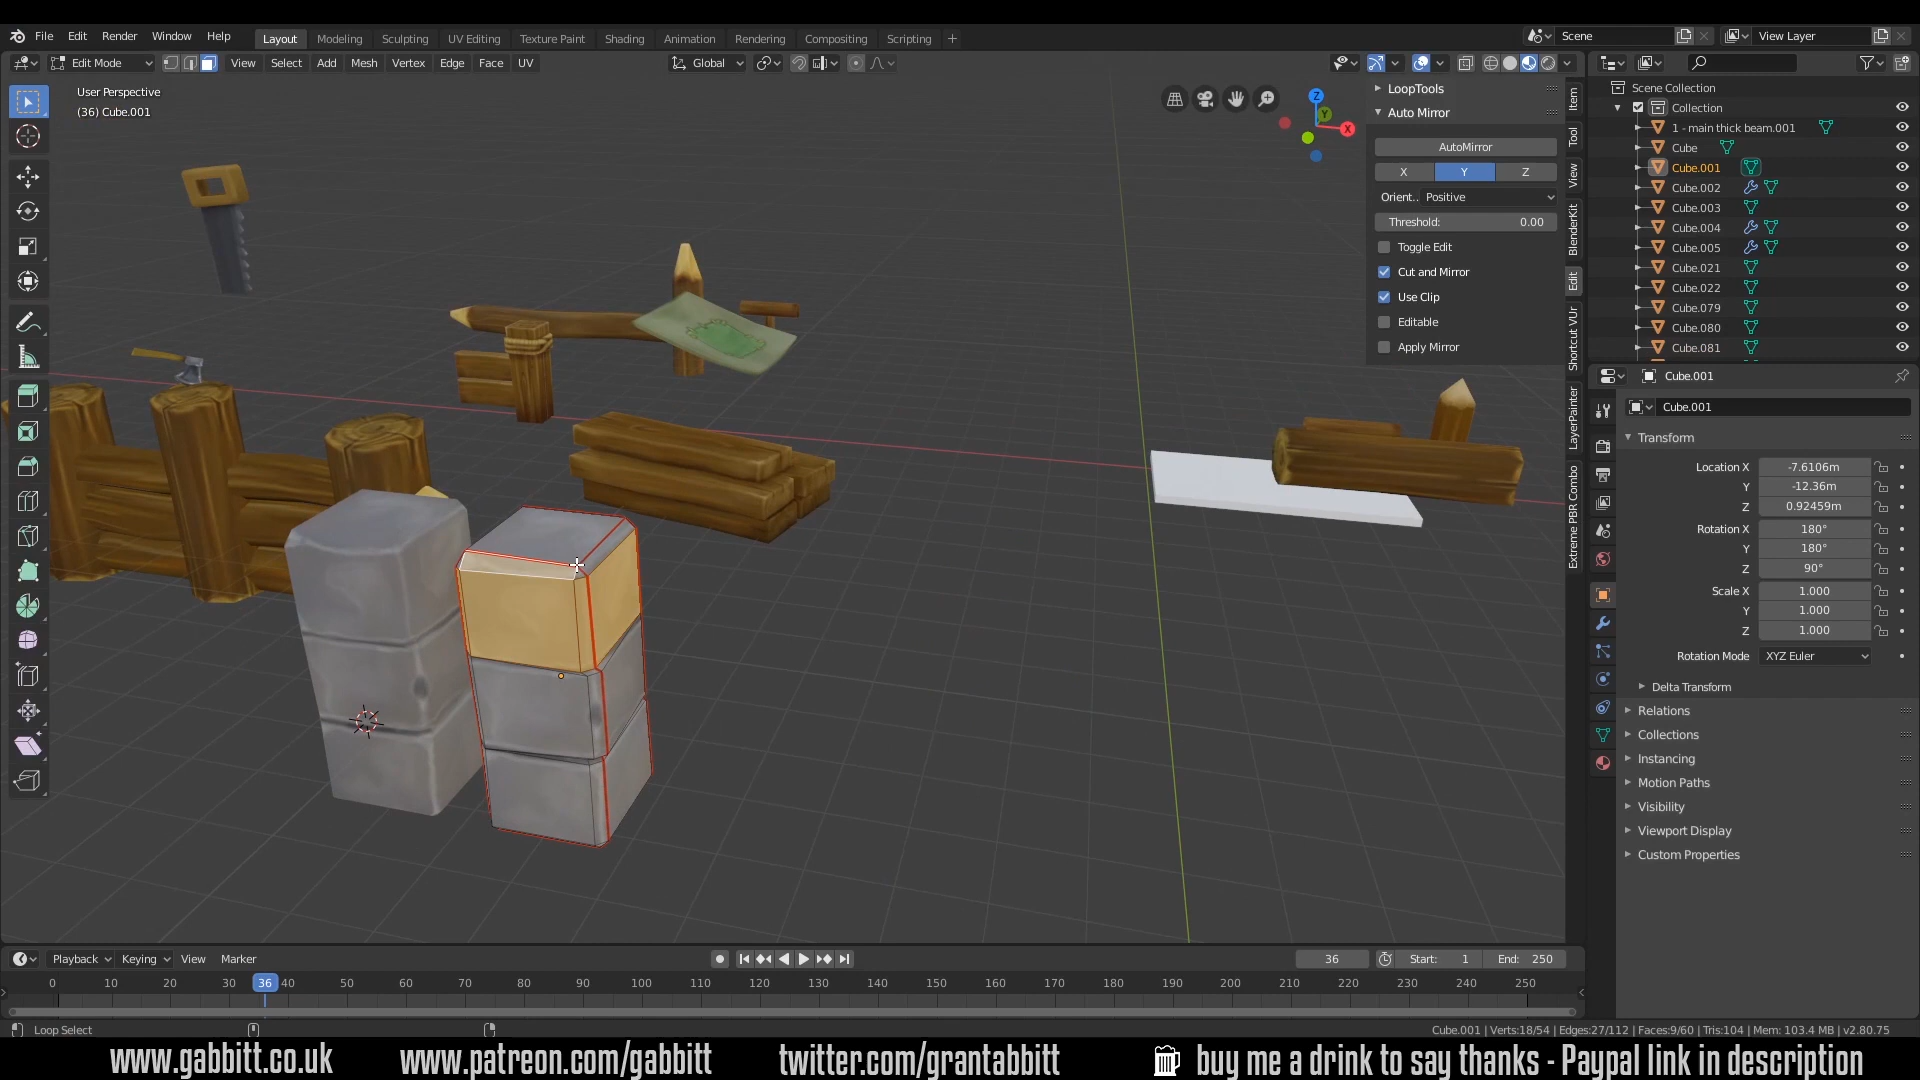 File Edit Render Window Help Layout Modeling Sculpting UV Editing Texture Paint Shading Animation Rendering Compositing Scripting + Scene View Layer
Edit Mode View Select Add Mesh Vertex Edge Face UV Global
User Perspective
(36) Cube.001
Z
Y
X
LoopTools
Auto Mirror
AutoMirror
X Y Z
Orient.. Positive
Threshold: 0.00
Toggle Edit
Cut and Mirror
Use Clip
Editable
Apply Mirror
Item
Tool
View
BlenderKit
Edit
Shortcut VUr
LayerPainter
Extreme PBR Combo
Scene Collection
Collection
1 - main thick beam.001
Cube
Cube.001
Cube.002
Cube.003
Cube.004
Cube.005
Cube.021
Cube.022
Cube.079
Cube.080
Cube.081
Cube.001
Cube.001
Transform
Location X -7.6106m
Y -12.36m
Z 0.92459m
Rotation X 180°
Y 180°
Z 90°
Scale X 1.000
Y 1.000
Z 1.000
Rotation Mode XYZ Euler
Delta Transform
Relations
Collections
Instancing
Motion Paths
Visibility
Viewport Display
Custom Properties
Playback Keying View Marker 36 Start: 1 End: 250
0 10 20 30 36 40 50 60 70 80 90 100 110 120 130 140 150 160 170 180 190 200 210 220 230 240 250
Loop Select Cube.001 | Verts:18/54 | Edges:27/112 | Faces:9/60 | Tris:104 | Mem: 103.4 MB | v2.80.75
www.gabbitt.co.uk www.patreon.com/gabbitt twitter.com/grantabbitt buy me a drink to say thanks - Paypal link in description